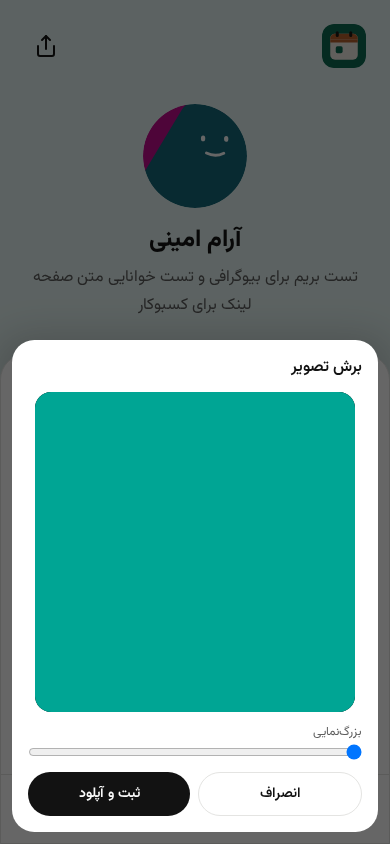 آرام امینی
تست بریم برای بیوگرافی و تست خوانایی متن صفحه
لینک برای کسبوکار
برش تصویر
بزرگ‌نمایی
انصراف
ثبت و آپلود